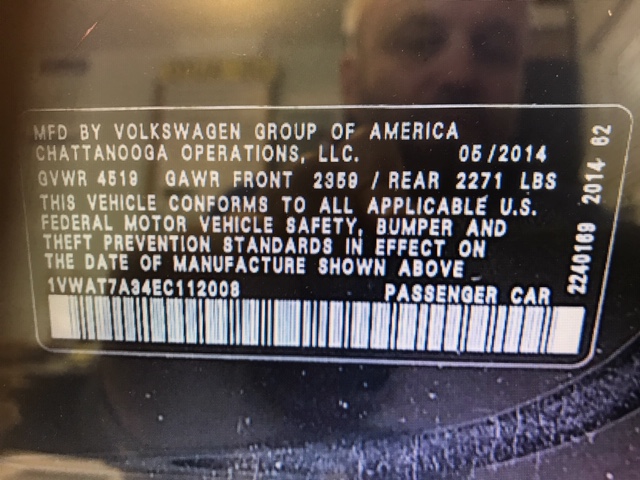 MFD BY VOLKSWAGEN GROUP OF AMERICA
CHATTANOOGA OPERATIONS, LLC. 05/2014
GVWR 4519 GAWR FRONT 2359 / REAR 2271 LBS
THIS VEHICLE CONFORMS TO ALL APPLICABLE U.S.
FEDERAL MOTOR VEHICLE SAFETY, BUMPER AND
THEFT PREVENTION STANDARDS IN EFFECT ON
THE DATE OF MANUFACTURE SHOWN ABOVE
1VWAT7A34EC112008 PASSENGER CAR
2240169 2014 62